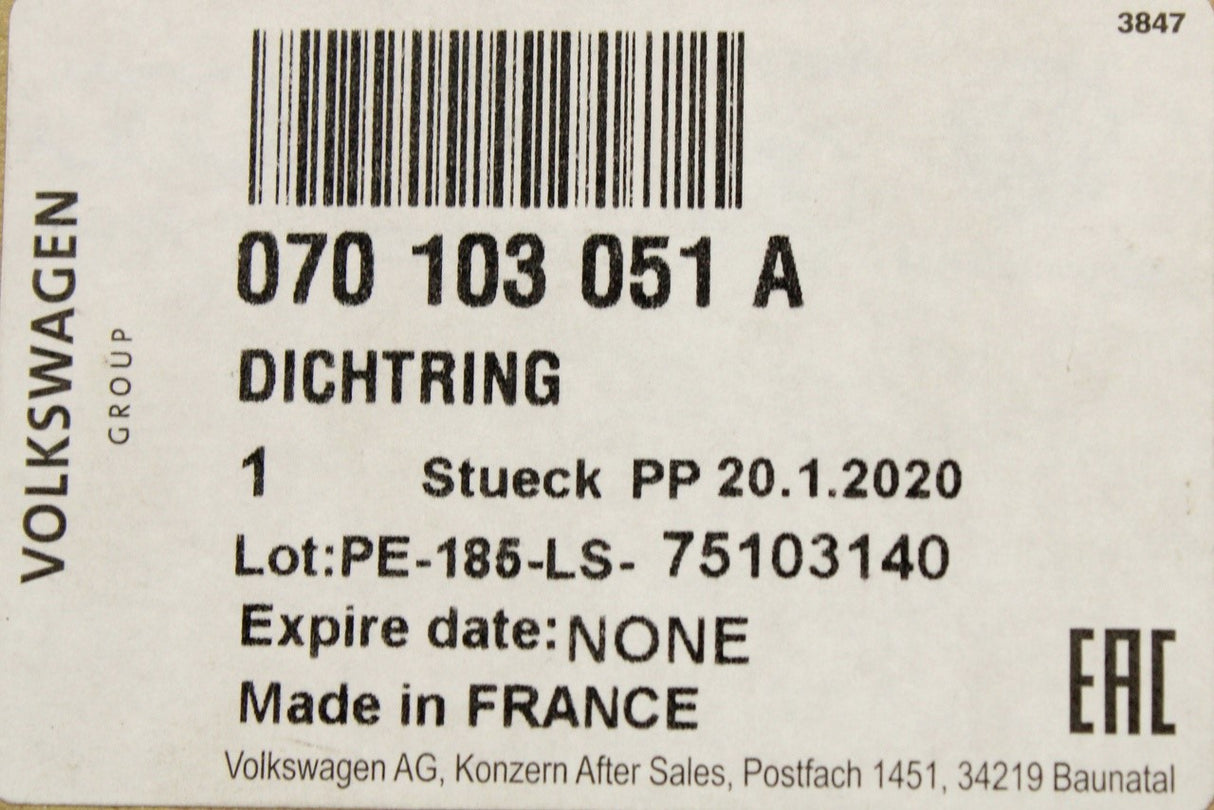 3847
070 103 051 A
DICHTRING
1 Stueck PP 20.1.2020
Lot:PE-185-LS- 75103140
Expire date:NONE
Made in FRANCE
EAC
Volkswagen AG, Konzern After Sales, Postfach 1451, 34219 Baunatal
VOLKSWAGEN
GROUP